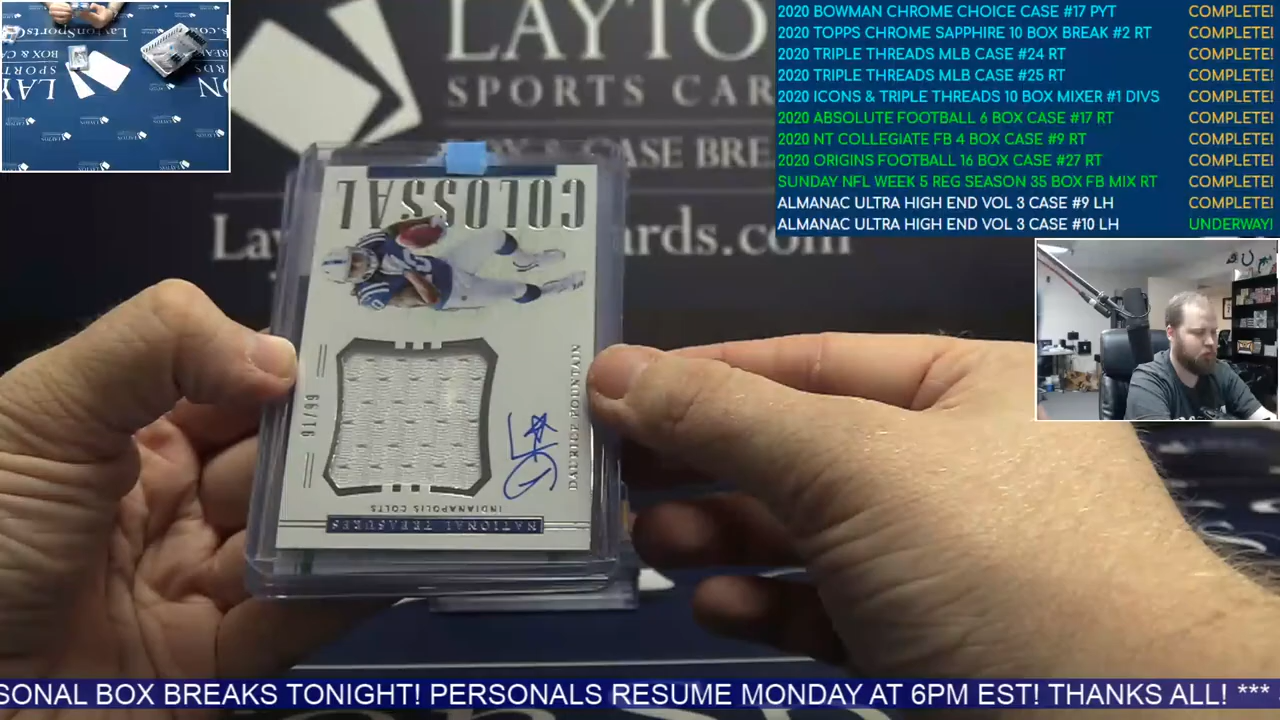 2020 BOWMAN CHROME CHOICE CASE #17 PYT COMPLETE!
2020 TOPPS CHROME SAPPHIRE 10 BOX BREAK #2 RT COMPLETE!
2020 TRIPLE THREADS MLB CASE #24 RT COMPLETE!
2020 TRIPLE THREADS MLB CASE #25 RT COMPLETE!
2020 ICONS & TRIPLE THREADS 10 BOX MIXER #1 DIVS COMPLETE!
2020 ABSOLUTE FOOTBALL 6 BOX CASE #17 RT COMPLETE!
2020 NT COLLEGIATE FB 4 BOX CASE #9 RT COMPLETE!
2020 ORIGINS FOOTBALL 16 BOX CASE #27 RT COMPLETE!
SUNDAY NFL WEEK 5 REG SEASON 35 BOX FB MIX RT COMPLETE!
ALMANAC ULTRA HIGH END VOL 3 CASE #9 LH COMPLETE!
ALMANAC ULTRA HIGH END VOL 3 CASE #10 LH UNDERWAY!
LAYTO
SPORTS CAR
& CASE BRE
Lay
rds.com
COLOSSAL
91/99
DAURICE FOUNTAIN
INDIANAPOLIS COLTS
NATIONAL TREASURES
SONAL BOX BREAKS TONIGHT! PERSONALS RESUME MONDAY AT 6PM EST! THANKS ALL! ***